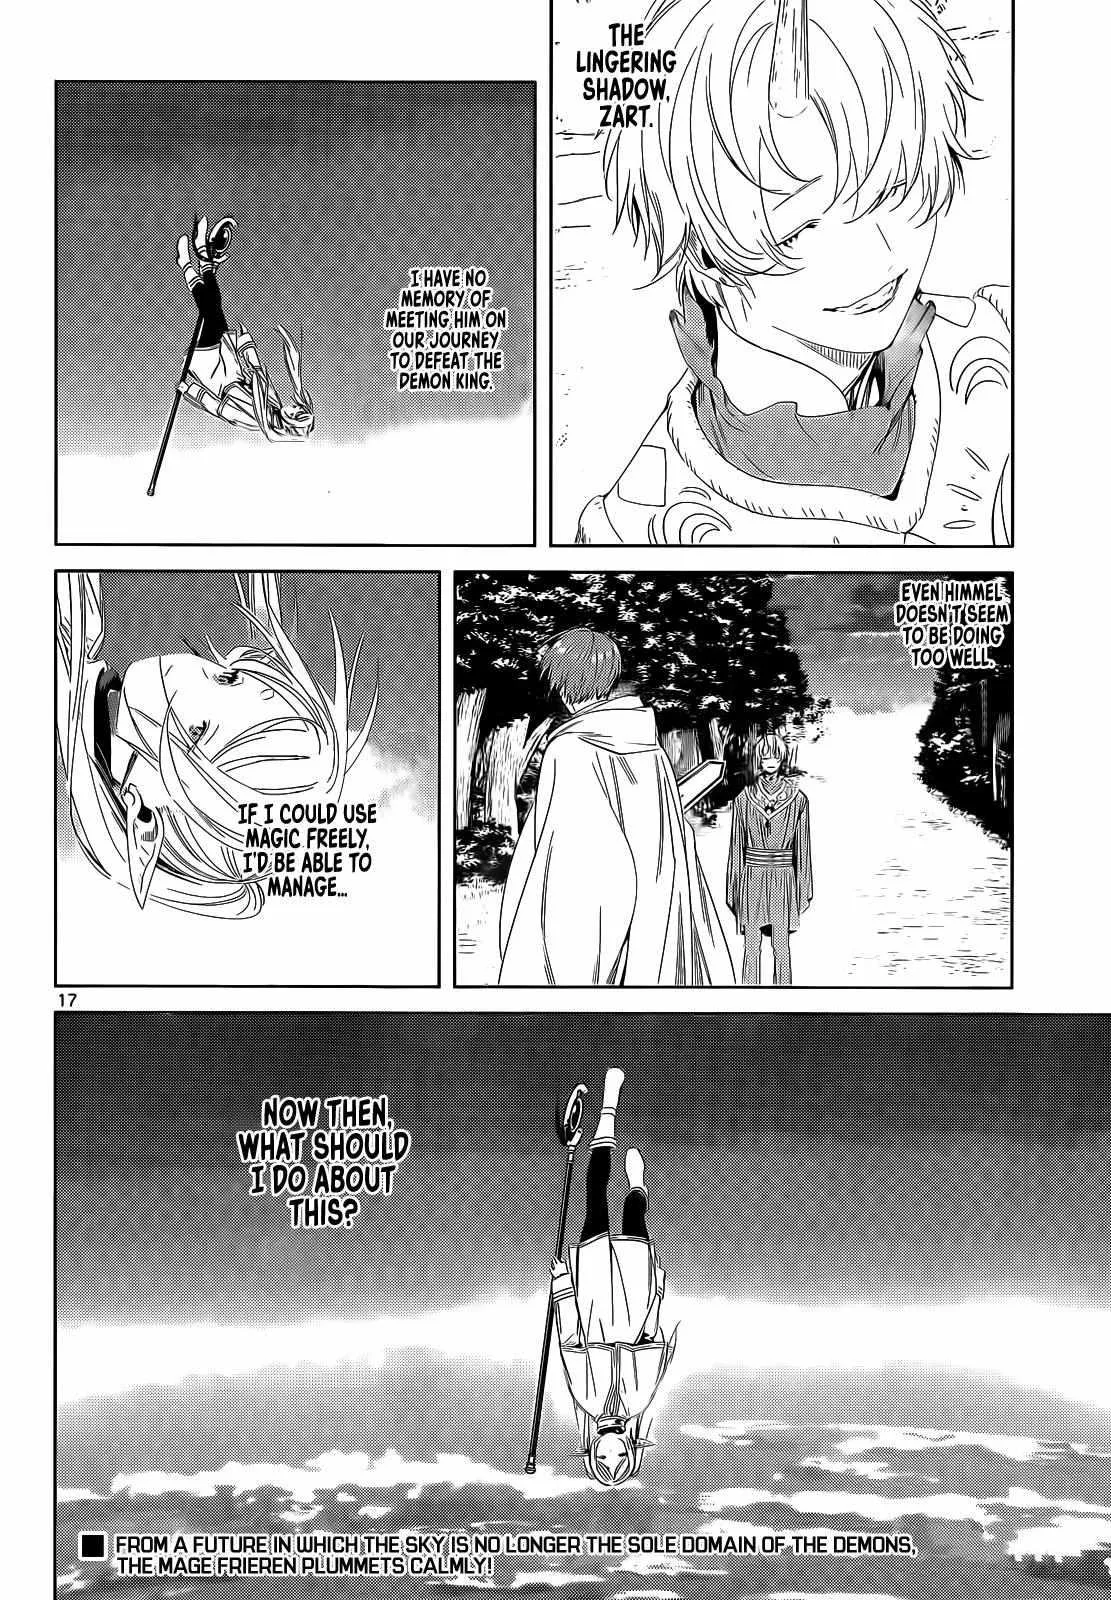 THE
LINGERING
SHADOW,
ZART.
I HAVE NO
MEMORY OF
MEETING HIM ON
OUR JOURNEY
TO DEFEAT THE
DEMON KING.
EVEN HIMMEL
DOESN'T SEEM
TO BE DOING
TOO WELL.
IF I COULD USE
MAGIC FREELY,
I'D BE ABLE TO
MANAGE...
17
NOW THEN,
WHAT SHOULD
I DO ABOUT
THIS?
FROM A FUTURE IN WHICH THE SKY IS NO LONGER THE SOLE DOMAIN OF THE DEMONS,
THE MAGE FRIEREN PLUMMETS CALMLY!